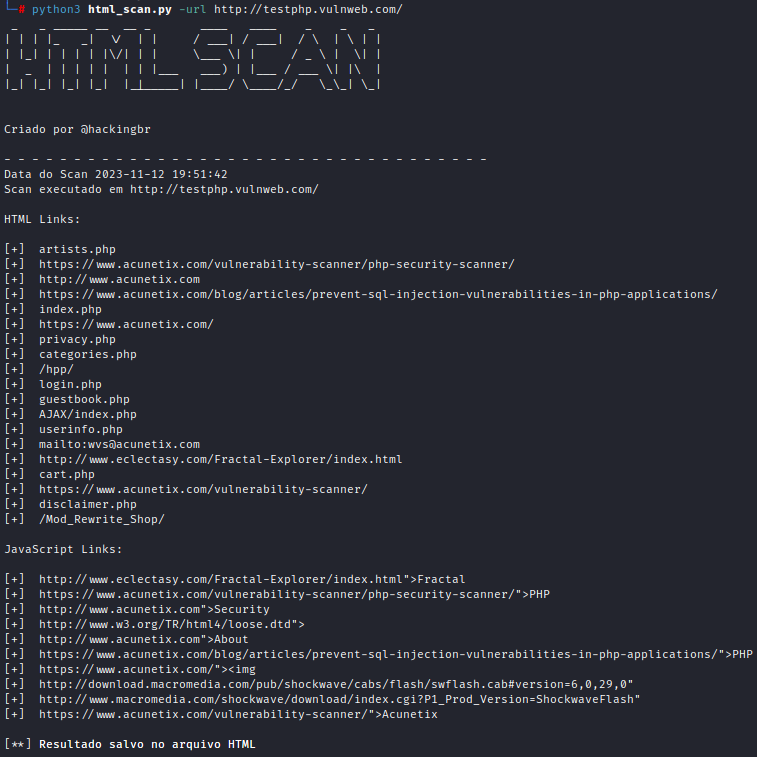 └─# python3 html_scan.py -url http://testphp.vulnweb.com/
HTML SCAN
Criado por @hackingbr
- - - - - - - - - - - - - - - - - - - - - - - - - - - - - - - - - - -
Data do Scan 2023-11-12 19:51:42
Scan executado em http://testphp.vulnweb.com/
HTML Links:
[+] artists.php
[+] https://www.acunetix.com/vulnerability-scanner/php-security-scanner/
[+] http://www.acunetix.com
[+] https://www.acunetix.com/blog/articles/prevent-sql-injection-vulnerabilities-in-php-applications/
[+] index.php
[+] https://www.acunetix.com/
[+] privacy.php
[+] categories.php
[+] /hpp/
[+] login.php
[+] guestbook.php
[+] AJAX/index.php
[+] userinfo.php
[+] mailto:wvs@acunetix.com
[+] http://www.eclectasy.com/Fractal-Explorer/index.html
[+] cart.php
[+] https://www.acunetix.com/vulnerability-scanner/
[+] disclaimer.php
[+] /Mod_Rewrite_Shop/
JavaScript Links:
[+] http://www.eclectasy.com/Fractal-Explorer/index.html">Fractal
[+] https://www.acunetix.com/vulnerability-scanner/php-security-scanner/">PHP
[+] http://www.acunetix.com">Security
[+] http://www.w3.org/TR/html4/loose.dtd">
[+] http://www.acunetix.com">About
[+] https://www.acunetix.com/blog/articles/prevent-sql-injection-vulnerabilities-in-php-applications/">PHP
[+] https://www.acunetix.com/"><img
[+] http://download.macromedia.com/pub/shockwave/cabs/flash/swflash.cab#version=6,0,29,0"
[+] http://www.macromedia.com/shockwave/download/index.cgi?P1_Prod_Version=ShockwaveFlash"
[+] https://www.acunetix.com/vulnerability-scanner/">Acunetix
[**] Resultado salvo no arquivo HTML